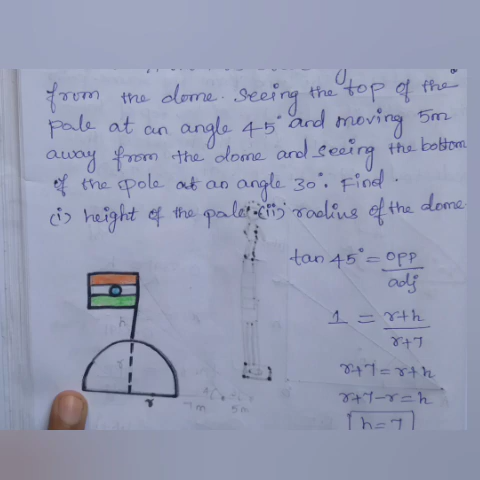 from the dome. Seeing the top of the
pole at an angle 45° and moving 5m
away from the dome and seeing the bottom
of the pole at an angle 30°. Find.
(i) height of the pole (ii) radius of the dome.
tan 45° = opp/adj
1 = r+h/r+7
r+7 = r+h
r+7-r = h
h = 7
h
r
r
7m
5m